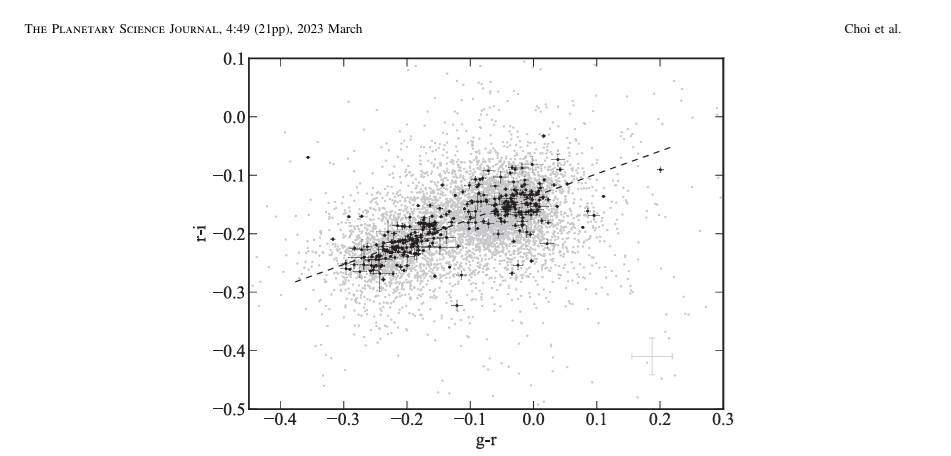 THE PLANETARY SCIENCE JOURNAL, 4:49 (21pp), 2023 March
Choi et al.
0.1
0.0
−0.1
−0.2
−0.3
−0.4
−0.5
r-i
−0.4 −0.3 −0.2 −0.1 0.0 0.1 0.2 0.3
g-r